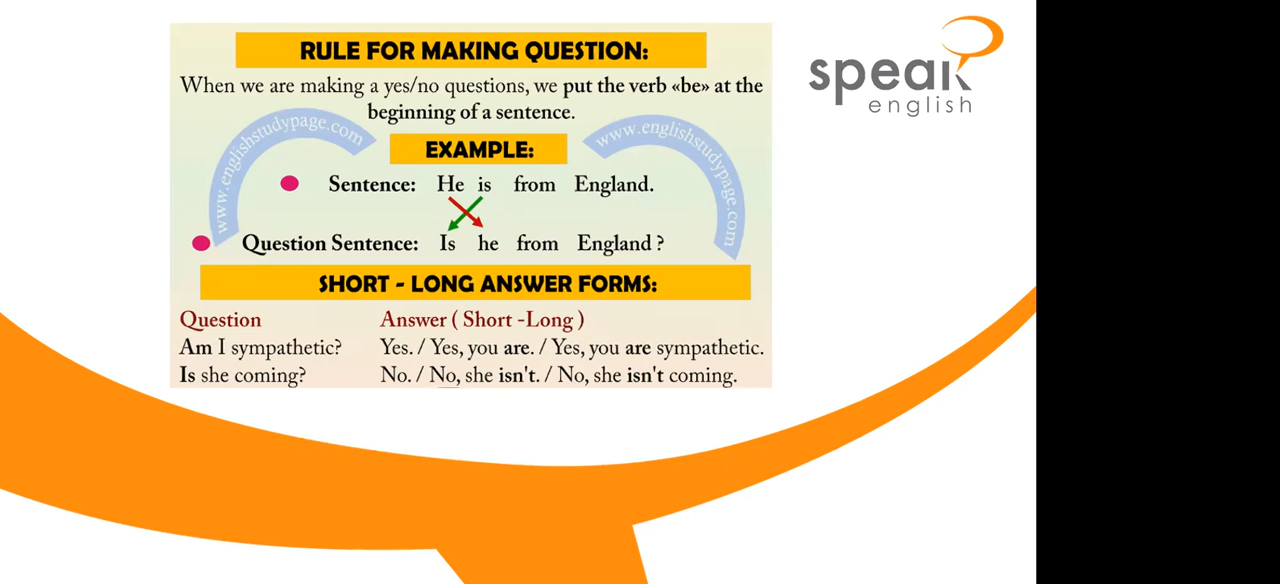 speak
english
RULE FOR MAKING QUESTION:
When we are making a yes/no questions, we put the verb «be» at the
beginning of a sentence.
www.englishstudypage.com
www.englishstudypage.com
EXAMPLE:
Sentence: He is from England.
Question Sentence: Is he from England ?
SHORT - LONG ANSWER FORMS:
Question Answer ( Short -Long )
Am I sympathetic? Yes. / Yes, you are. / Yes, you are sympathetic.
Is she coming? No. / No, she isn't. / No, she isn't coming.